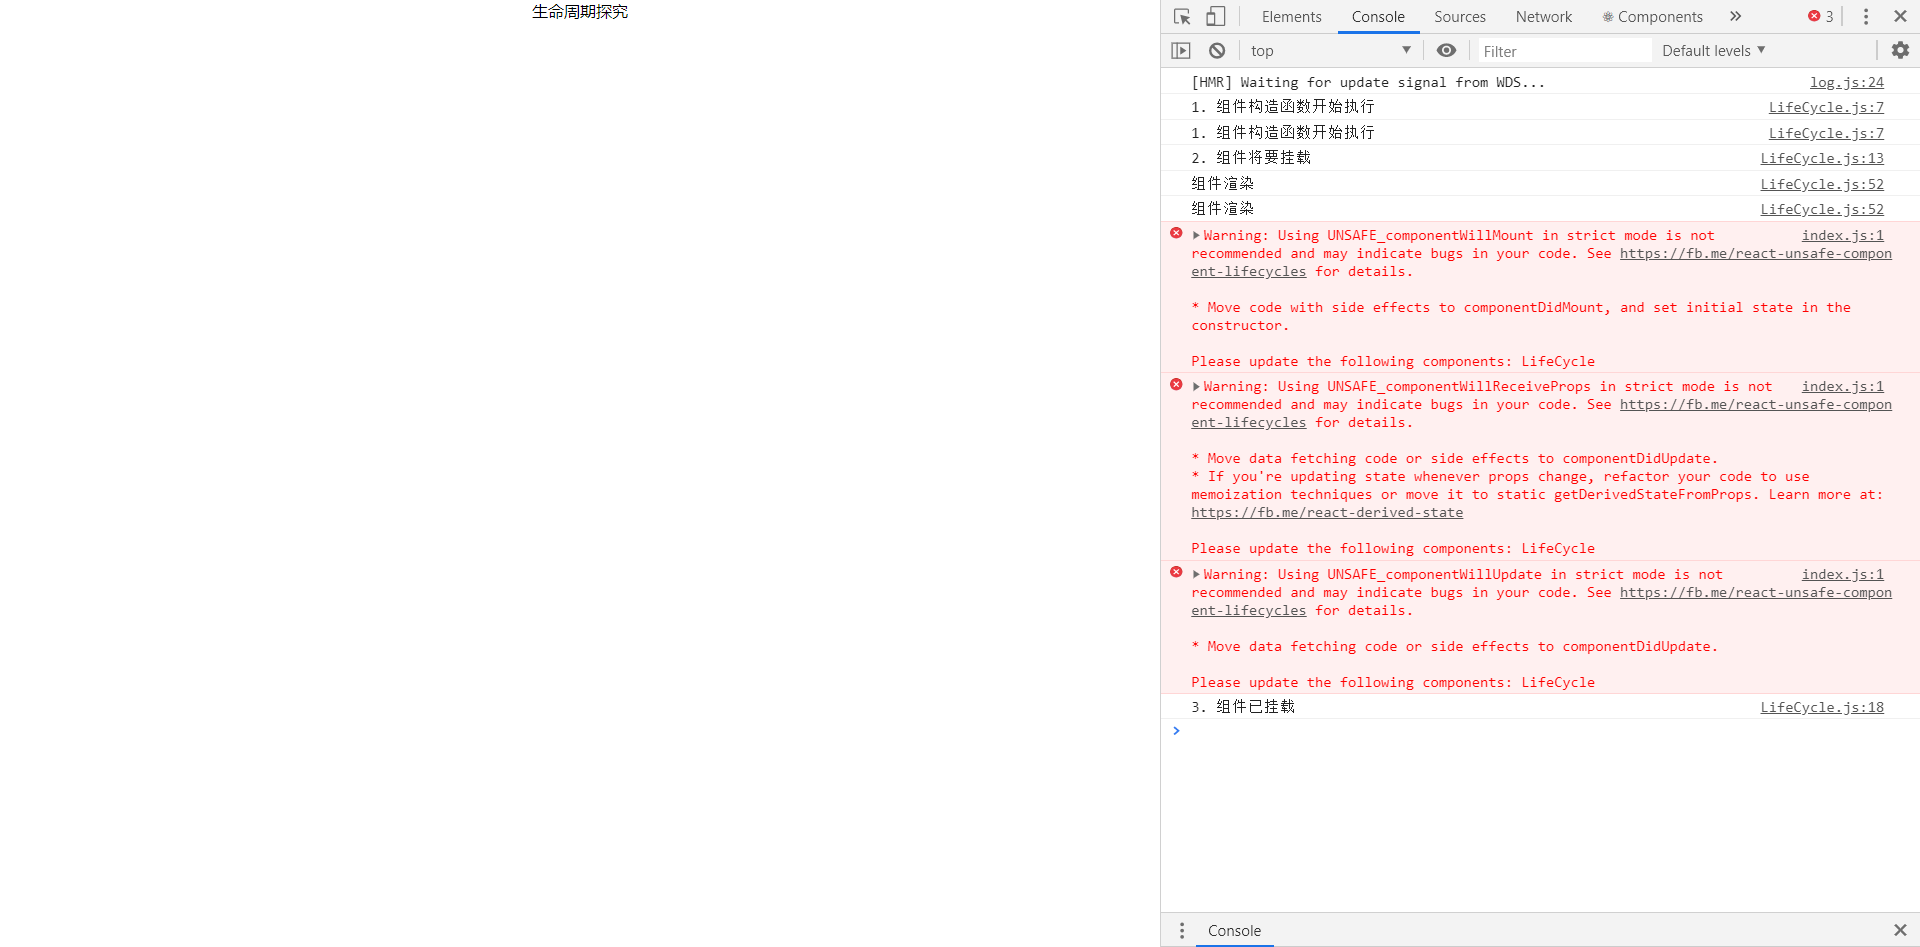 生命周期探究
Elements Console Sources Network Components 3
top Filter Default levels
[HMR] Waiting for update signal from WDS... log.js:24
1. 组件构造函数开始执行 LifeCycle.js:7
1. 组件构造函数开始执行 LifeCycle.js:7
2. 组件将要挂载 LifeCycle.js:13
组件渲染 LifeCycle.js:52
组件渲染 LifeCycle.js:52
Warning: Using UNSAFE_componentWillMount in strict mode is not index.js:1
recommended and may indicate bugs in your code. See https://fb.me/react-unsafe-compon
ent-lifecycles for details.
* Move code with side effects to componentDidMount, and set initial state in the
constructor.
Please update the following components: LifeCycle
Warning: Using UNSAFE_componentWillReceiveProps in strict mode is not index.js:1
recommended and may indicate bugs in your code. See https://fb.me/react-unsafe-compon
ent-lifecycles for details.
* Move data fetching code or side effects to componentDidUpdate.
* If you're updating state whenever props change, refactor your code to use
memoization techniques or move it to static getDerivedStateFromProps. Learn more at:
https://fb.me/react-derived-state
Please update the following components: LifeCycle
Warning: Using UNSAFE_componentWillUpdate in strict mode is not index.js:1
recommended and may indicate bugs in your code. See https://fb.me/react-unsafe-compon
ent-lifecycles for details.
* Move data fetching code or side effects to componentDidUpdate.
Please update the following components: LifeCycle
3. 组件已挂载 LifeCycle.js:18
Console